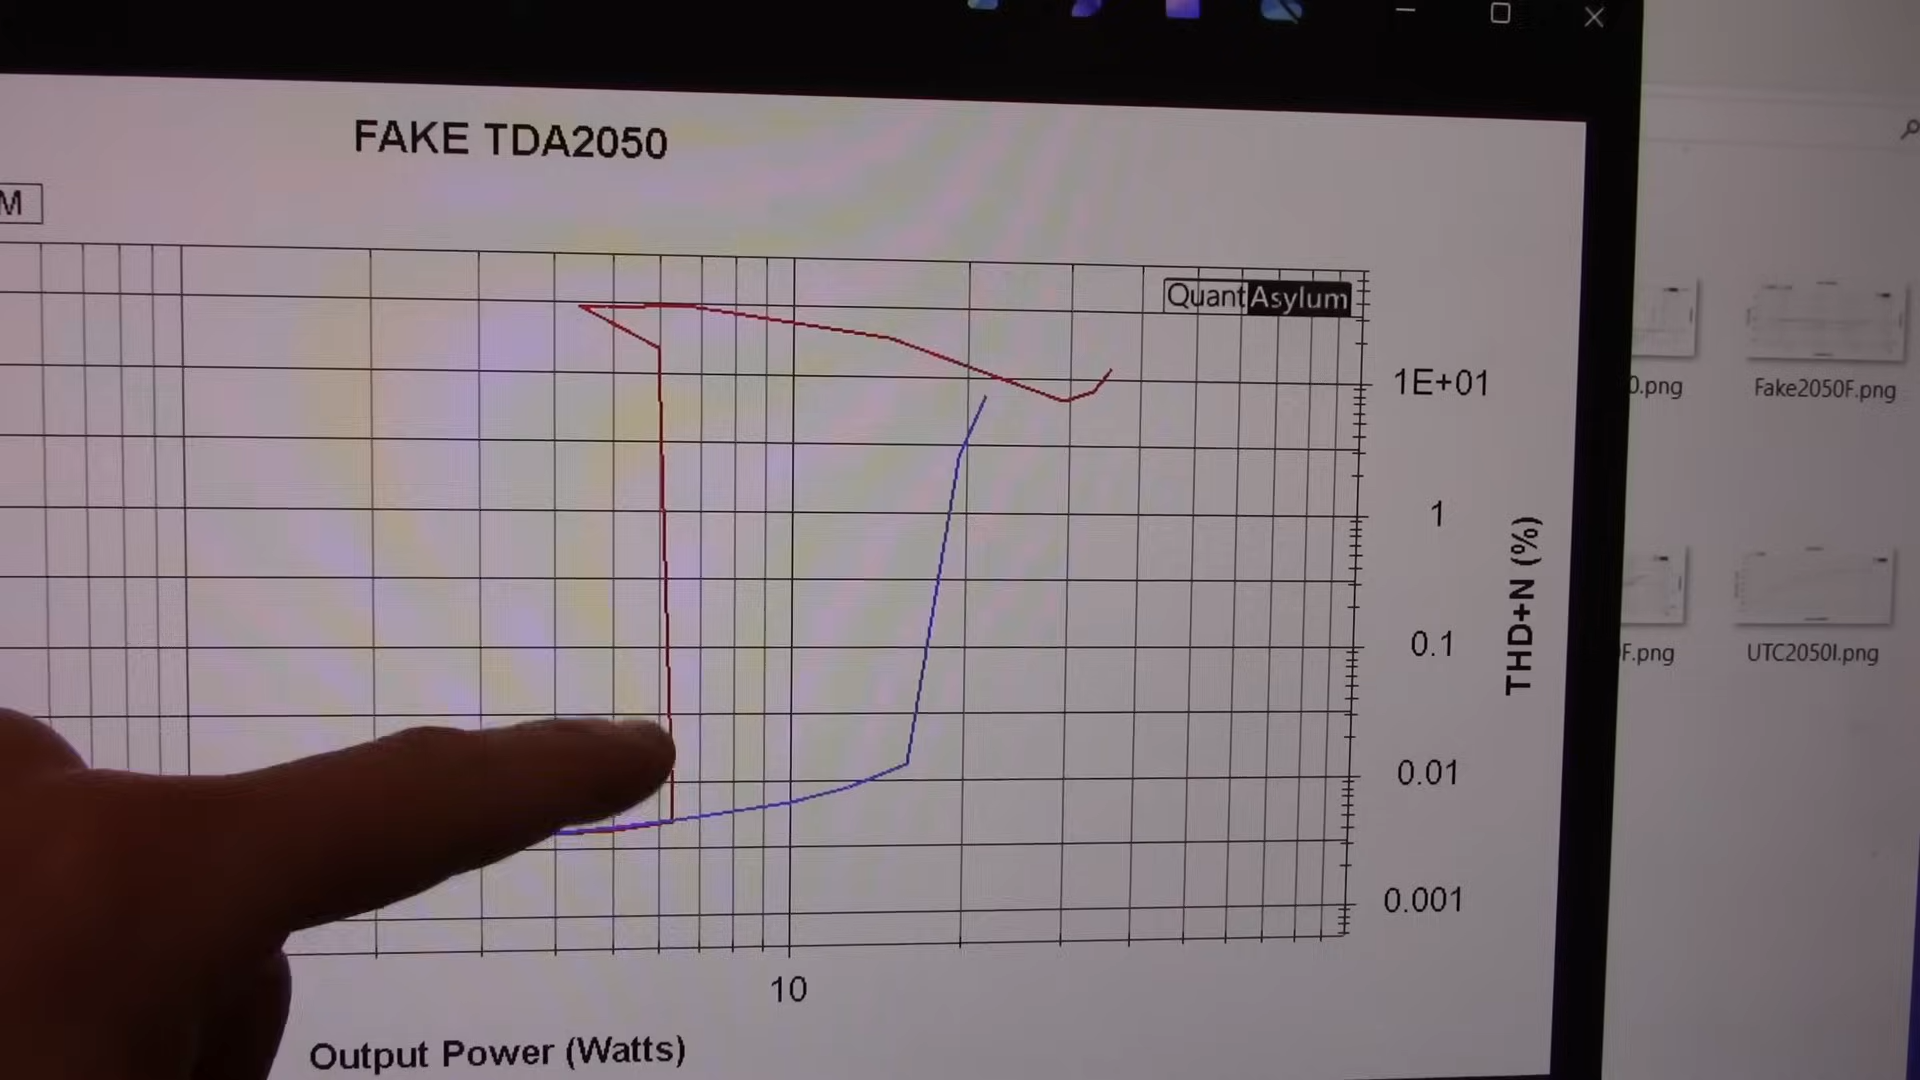 FAKE TDA2050
M
QuantAsylum
1E+01
1
0.1
0.01
0.001
THD+N (%)
10
Output Power (Watts)
0.png
Fake2050F.png
F.png
UTC2050I.png